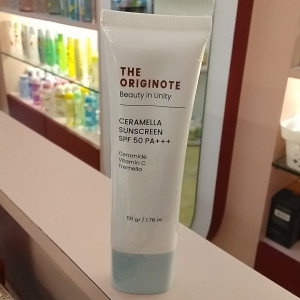 THE
ORIGINOTE
Beauty in Unity
CERAMELLA
SUNSCREEN
SPF 50 PA+++
Ceramide
Vitamin C
Tremella
50 gr / 1.76 oz